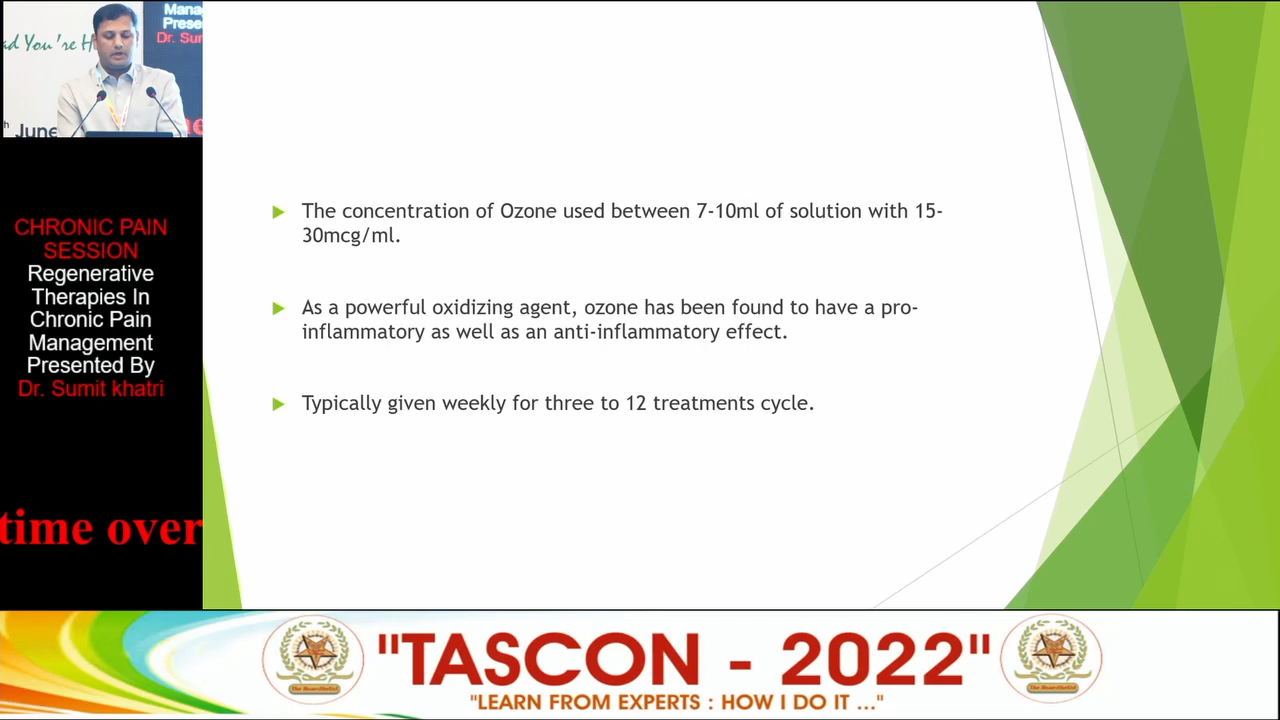 ad You're H
Mana
Prese
Dr. Sum
June
CHRONIC PAIN
SESSION
Regenerative
Therapies In
Chronic Pain
Management
Presented By
Dr. Sumit khatri
time over
The concentration of Ozone used between 7-10ml of solution with 15-
30mcg/ml.
As a powerful oxidizing agent, ozone has been found to have a pro-
inflammatory as well as an anti-inflammatory effect.
Typically given weekly for three to 12 treatments cycle.
"TASCON - 2022"
"LEARN FROM EXPERTS : HOW I DO IT ..."